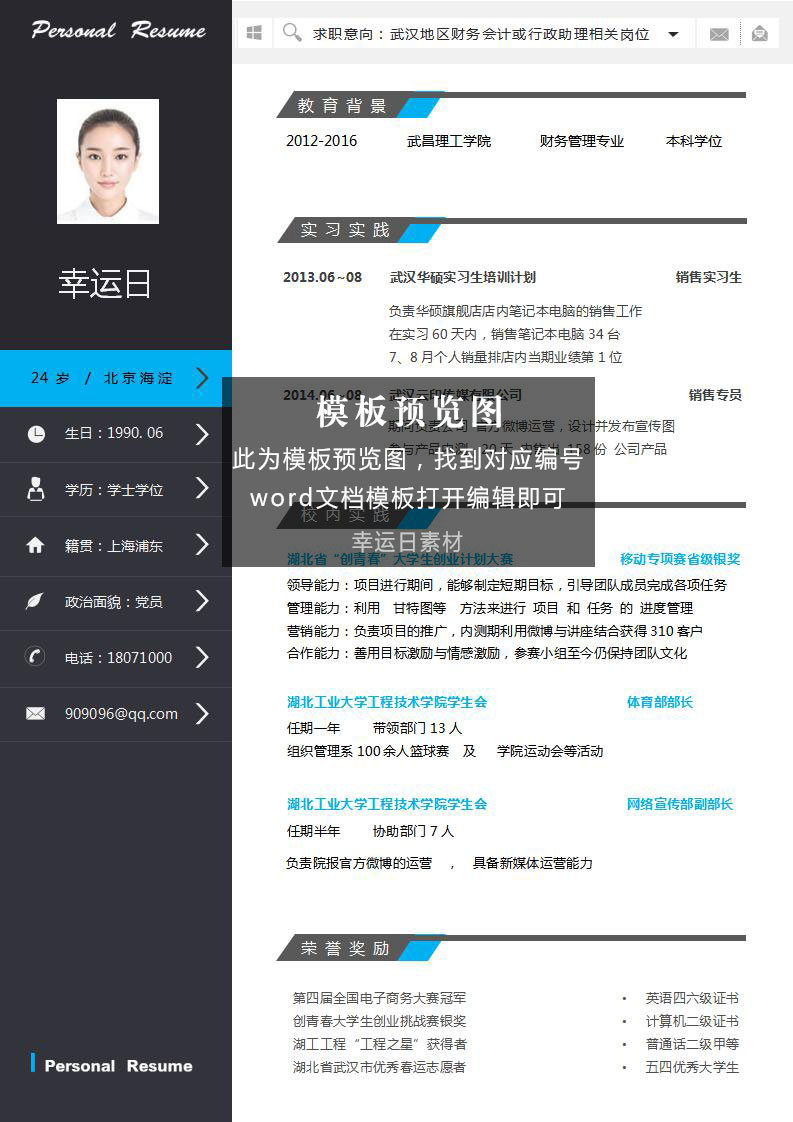 Personal Resume
求职意向：武汉地区财务会计或行政助理相关岗位
幸运日
24 岁 / 北京海淀
生日：1990. 06
学历：学士学位
籍贯：上海浦东
政治面貌：党员
电话：18071000
909096@qq.com
Personal Resume
教育背景
2012-2016 武昌理工学院 财务管理专业 本科学位
实习实践
2013.06~08 武汉华硕实习生培训计划 销售实习生
负责华硕旗舰店店内笔记本电脑的销售工作
在实习 60 天内，销售笔记本电脑 34 台
7、8 月个人销量排店内当期业绩第 1 位
2014.06~08 武汉云印传媒有限公司 销售专员
期间负责公司 官方微博运营，设计并发布宣传图
参与产品内测，20 天 内售出 158 份 公司产品
模板预览图
此为模板预览图，找到对应编号
word文档模板打开编辑即可
幸运日素材
校内实践
湖北省“创青春”大学生创业计划大赛 移动专项赛省级银奖
领导能力：项目进行期间，能够制定短期目标，引导团队成员完成各项任务
管理能力：利用 甘特图等 方法来进行 项目 和 任务 的 进度管理
营销能力：负责项目的推广，内测期利用微博与讲座结合获得 310 客户
合作能力：善用目标激励与情感激励，参赛小组至今仍保持团队文化
湖北工业大学工程技术学院学生会 体育部部长
任期一年 带领部门 13 人
组织管理系 100 余人篮球赛 及 学院运动会等活动
湖北工业大学工程技术学院学生会 网络宣传部副部长
任期半年 协助部门 7 人
负责院报官方微博的运营 ， 具备新媒体运营能力
荣誉奖励
第四届全国电子商务大赛冠军 • 英语四六级证书
创青春大学生创业挑战赛银奖 • 计算机二级证书
湖工工程“工程之星”获得者 • 普通话二级甲等
湖北省武汉市优秀春运志愿者 • 五四优秀大学生